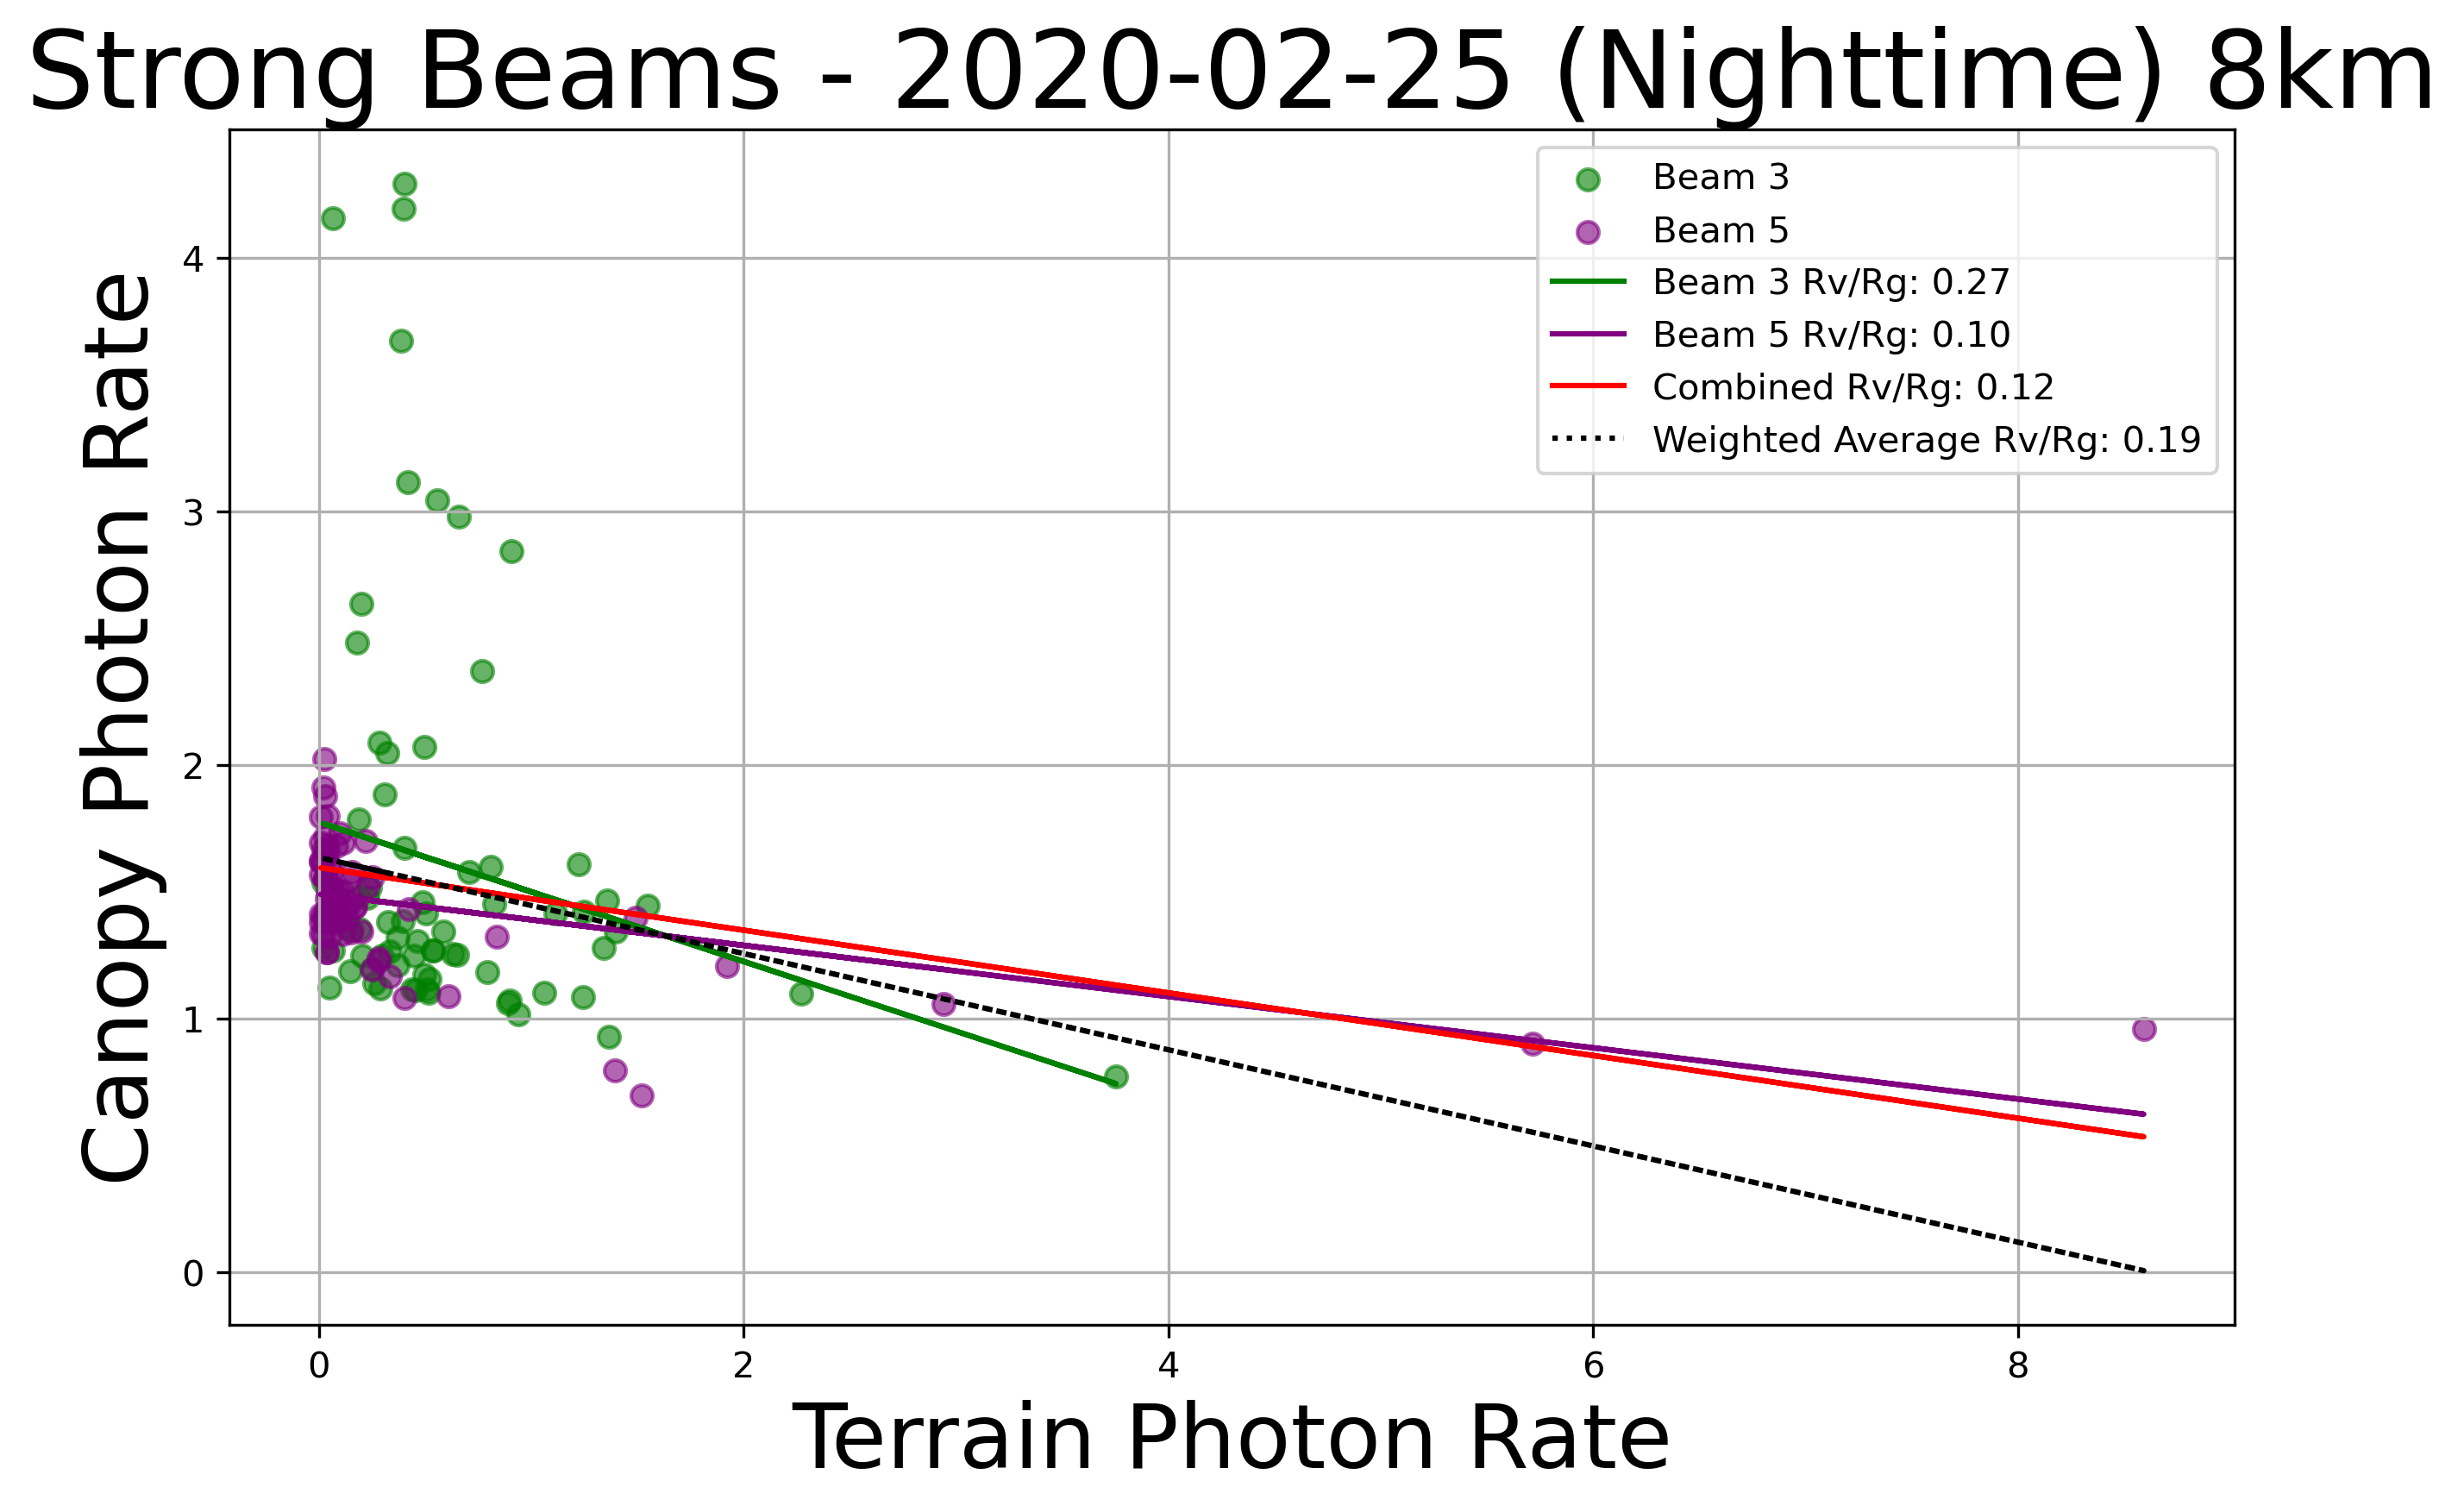 Strong Beams - 2020-02-25 (Nighttime) 8km
Beam 3
Beam 5
Beam 3 Rv/Rg: 0.27
Beam 5 Rv/Rg: 0.10
Combined Rv/Rg: 0.12
Weighted Average Rv/Rg: 0.19
Canopy Photon Rate
4
3
2
1
0
0 2 4 6 8
Terrain Photon Rate